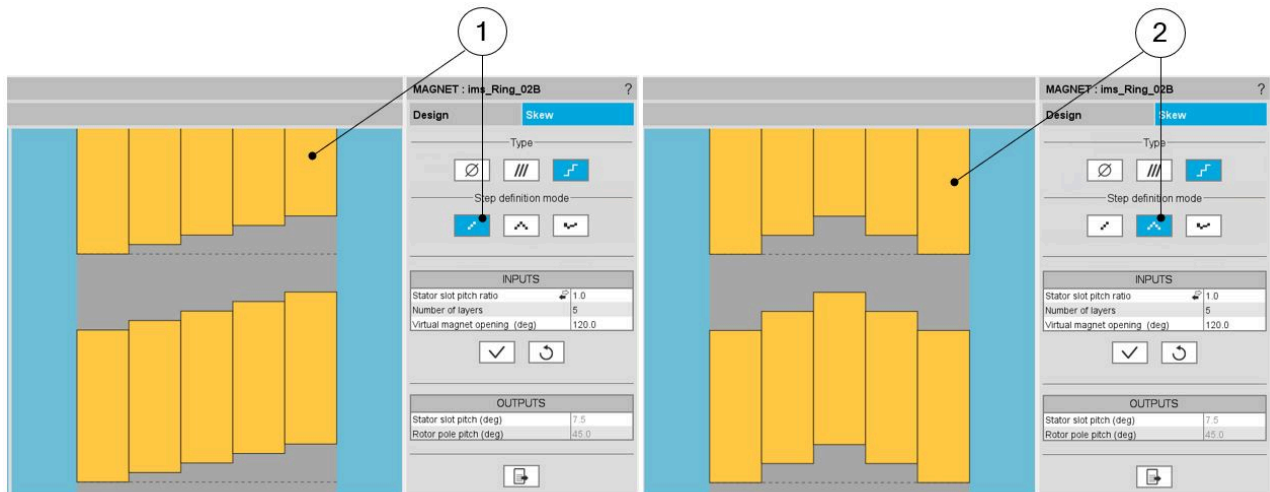 1
2
MAGNET : ims_Ring_02B ?
Design Skew
Type
Step definition mode
INPUTS
Stator slot pitch ratio 1.0
Number of layers 5
Virtual magnet opening (deg) 120.0
OUTPUTS
Stator slot pitch (deg) 7.5
Rotor pole pitch (deg) 45.0
MAGNET : ims_Ring_02B ?
Design Skew
Type
Step definition mode
INPUTS
Stator slot pitch ratio 1.0
Number of layers 5
Virtual magnet opening (deg) 120.0
OUTPUTS
Stator slot pitch (deg) 7.5
Rotor pole pitch (deg) 45.0